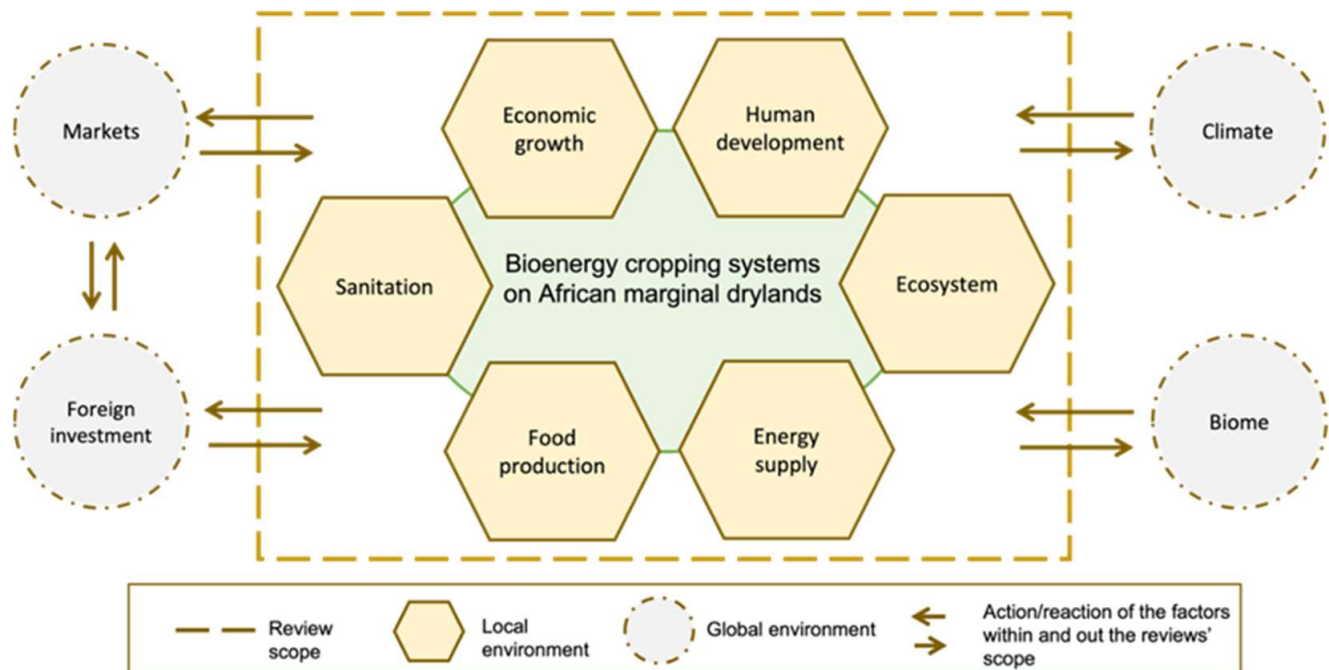 Markets
Foreign
investment
Economic
growth
Human
development
Sanitation
Bioenergy cropping systems
on African marginal drylands
Ecosystem
Food
production
Energy
supply
Climate
Biome
Review
scope
Local
environment
Global environment
Action/reaction of the factors
within and out the reviews'
scope